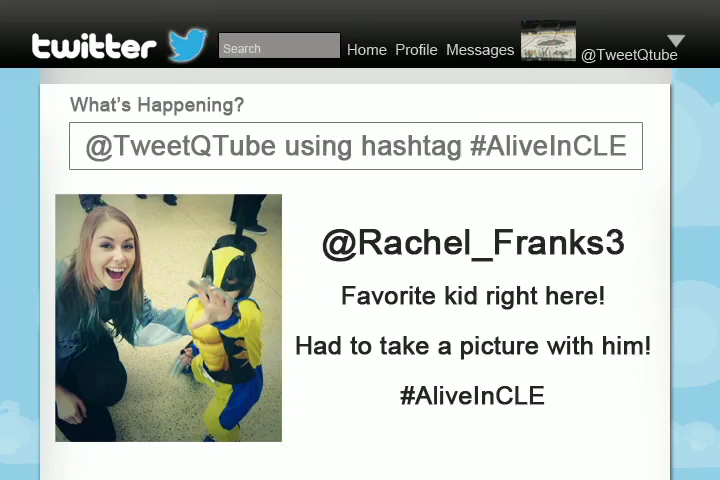 twitter
Search
Home Profile Messages
@TweetQtube
What's Happening?
@TweetQTube using hashtag #AliveInCLE
@Rachel_Franks3
Favorite kid right here!
Had to take a picture with him!
#AliveInCLE